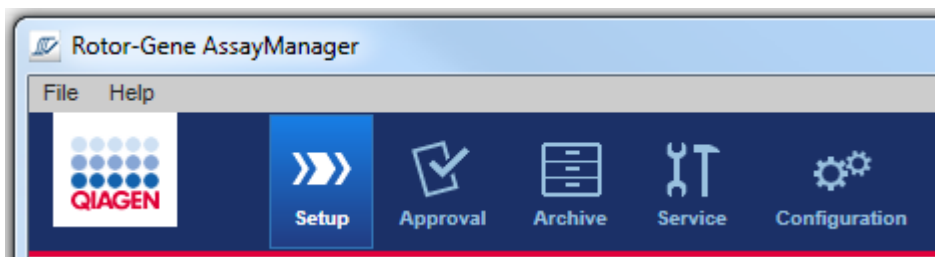 Rotor-Gene AssayManager
File Help
QIAGEN
Setup Approval Archive Service Configuration